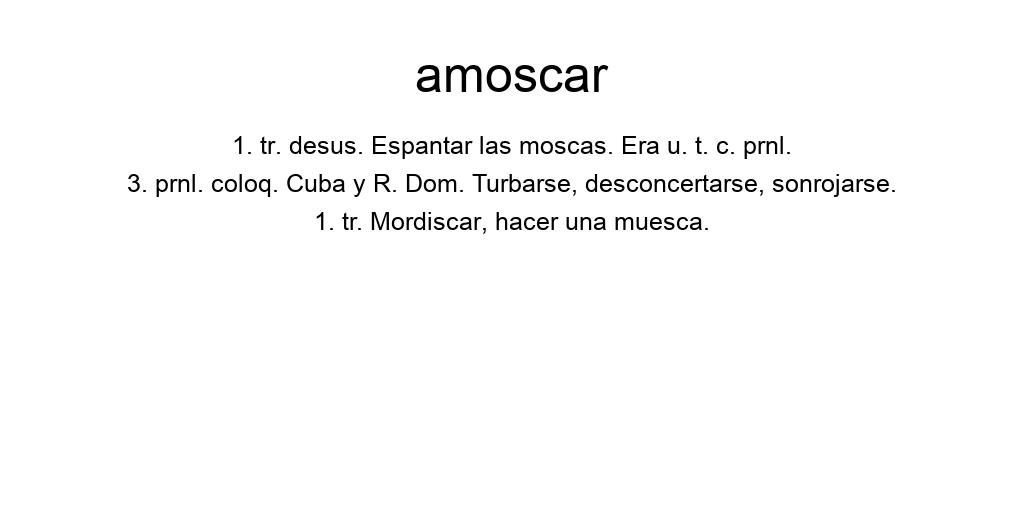 amoscar
1. tr. desus. Espantar las moscas. Era u. t. c. prnl.
3. prnl. coloq. Cuba y R. Dom. Turbarse, desconcertarse, sonrojarse.
1. tr. Mordiscar, hacer una muesca.